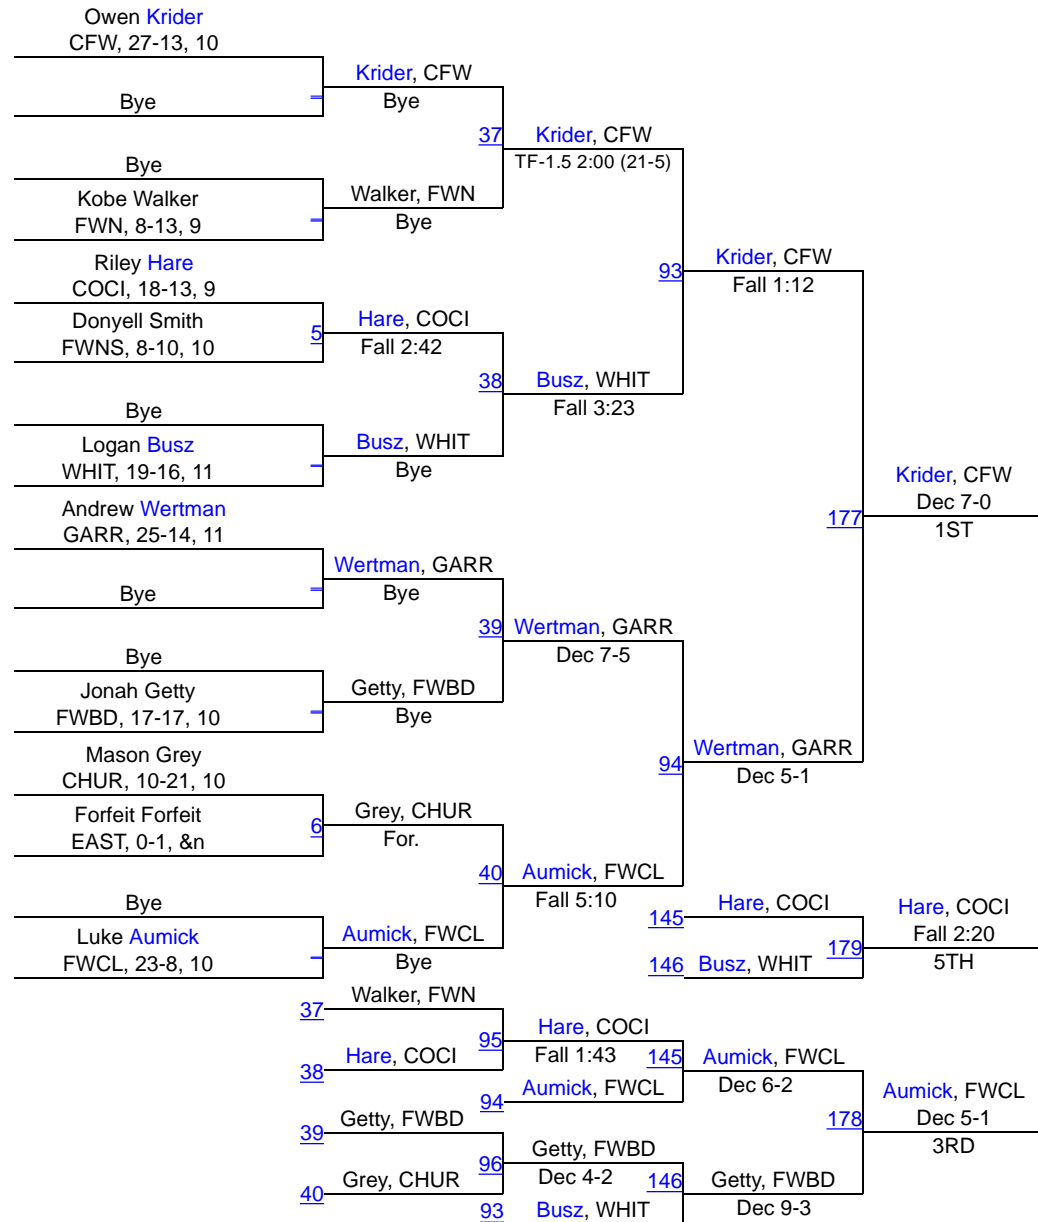 Owen Krider
CFW, 27-13, 10
Bye
Krider, CFW
Bye
37
Krider, CFW
TF-1.5 2:00 (21-5)
Bye
Kobe Walker
FWN, 8-13, 9
Walker, FWN
Bye
Riley Hare
COCI, 18-13, 9
Donyell Smith
FWNS, 8-10, 10
5
Hare, COCI
Fall 2:42
38
Busz, WHIT
Fall 3:23
93
Krider, CFW
Fall 1:12
Bye
Logan Busz
WHIT, 19-16, 11
Busz, WHIT
Bye
Andrew Wertman
GARR, 25-14, 11
Bye
Wertman, GARR
Bye
39
Wertman, GARR
Dec 7-5
177
Krider, CFW
Dec 7-0
1ST
Bye
Jonah Getty
FWBD, 17-17, 10
Getty, FWBD
Bye
94
Wertman, GARR
Dec 5-1
Mason Grey
CHUR, 10-21, 10
Forfeit Forfeit
EAST, 0-1, &n
6
Grey, CHUR
For.
40
Aumick, FWCL
Fall 5:10
Bye
Luke Aumick
FWCL, 23-8, 10
Aumick, FWCL
Bye
145
Hare, COCI
146
Busz, WHIT
179
Hare, COCI
Fall 2:20
5TH
37
Walker, FWN
38
Hare, COCI
95
Hare, COCI
Fall 1:43
94
Aumick, FWCL
145
Aumick, FWCL
Dec 6-2
178
Aumick, FWCL
Dec 5-1
3RD
39
Getty, FWBD
40
Grey, CHUR
96
Getty, FWBD
Dec 4-2
93
Busz, WHIT
146
Getty, FWBD
Dec 9-3